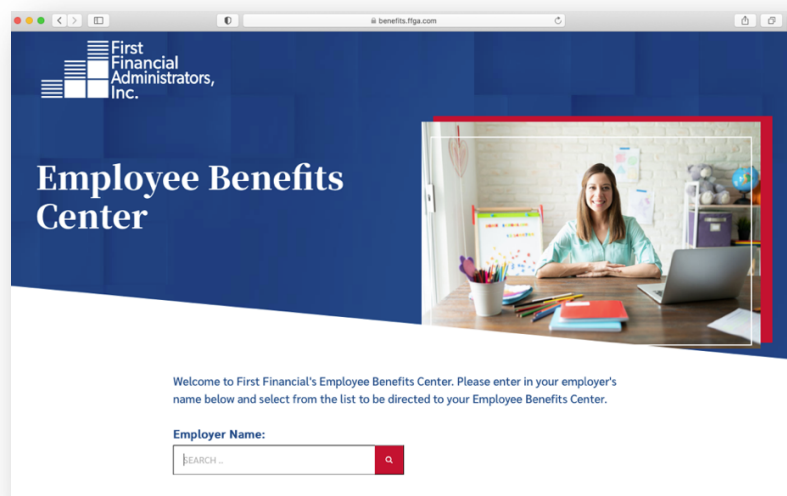 benefits.ffga.com
First
Financial
Administrators,
Inc.
Employee Benefits
Center
Welcome to First Financial's Employee Benefits Center. Please enter in your employer's
name below and select from the list to be directed to your Employee Benefits Center.
Employer Name:
SEARCH ..